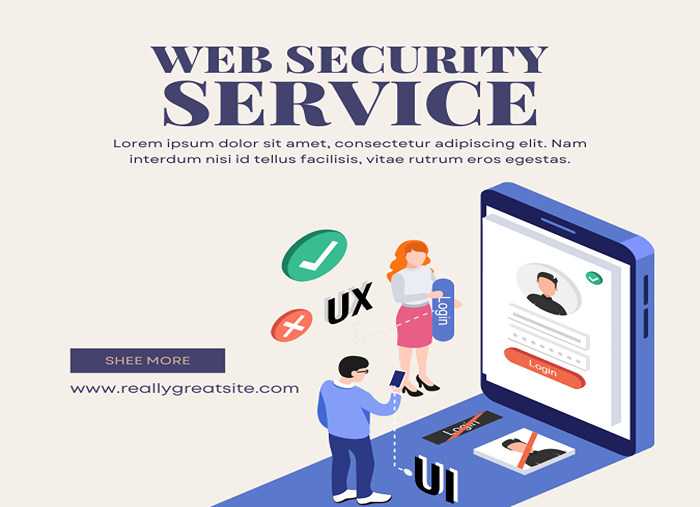 WEB SECURITY
SERVICE
Lorem ipsum dolor sit amet, consectetur adipiscing elit. Nam
interdum nisi id tellus facilisis, vitae rutrum eros egestas.
UX
Login
Login
SHEE MORE
www.reallygreatsite.com
Login
UI